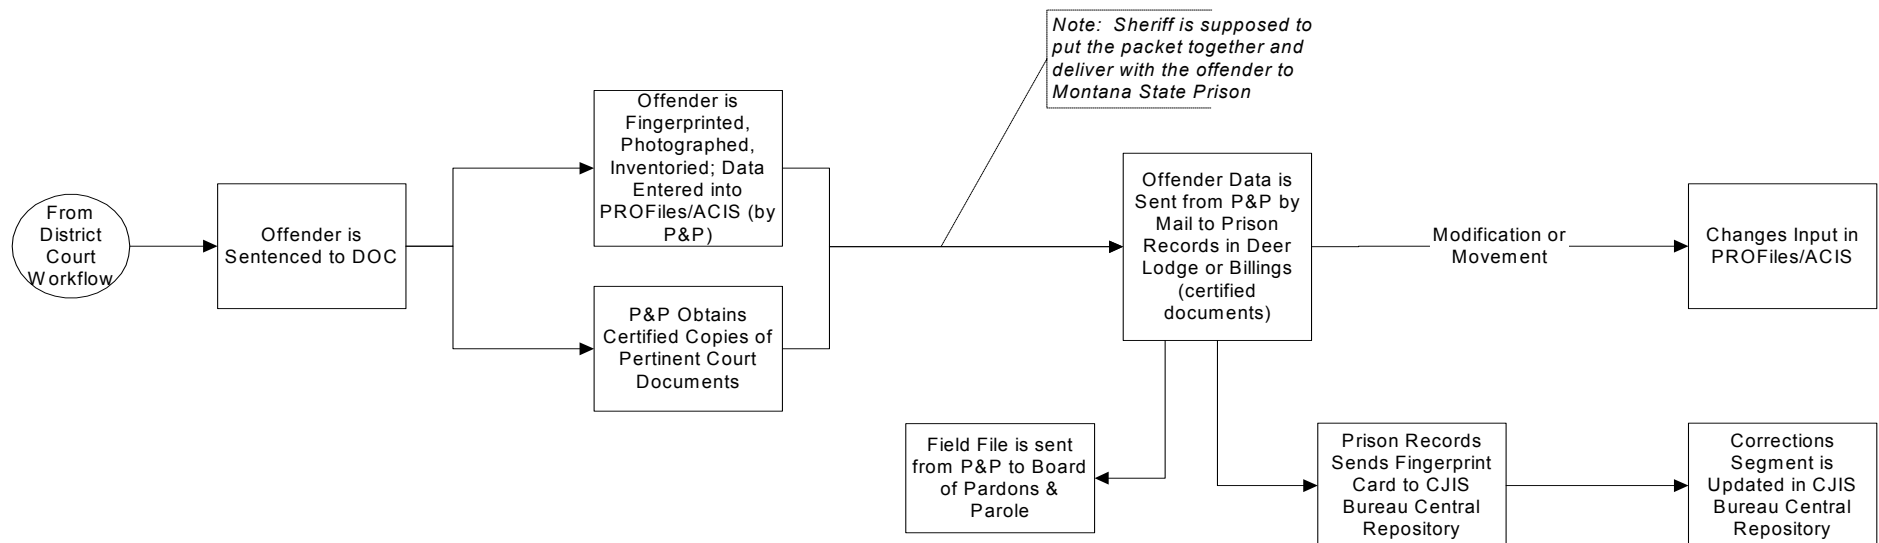 Note: Sheriff is supposed to
put the packet together and
deliver with the offender to
Montana State Prison
From
District
Court
Workflow
Offender is
Sentenced to DOC
Offender is
Fingerprinted,
Photographed,
Inventoried; Data
Entered into
PROFiles/ACIS (by
P&P)
P&P Obtains
Certified Copies of
Pertinent Court
Documents
Offender Data is
Sent from P&P by
Mail to Prison
Records in Deer
Lodge or Billings
(certified
documents)
Modification or
Movement
Changes Input in
PROFiles/ACIS
Field File is sent
from P&P to Board
of Pardons &
Parole
Prison Records
Sends Fingerprint
Card to CJIS
Bureau Central
Repository
Corrections
Segment is
Updated in CJIS
Bureau Central
Repository